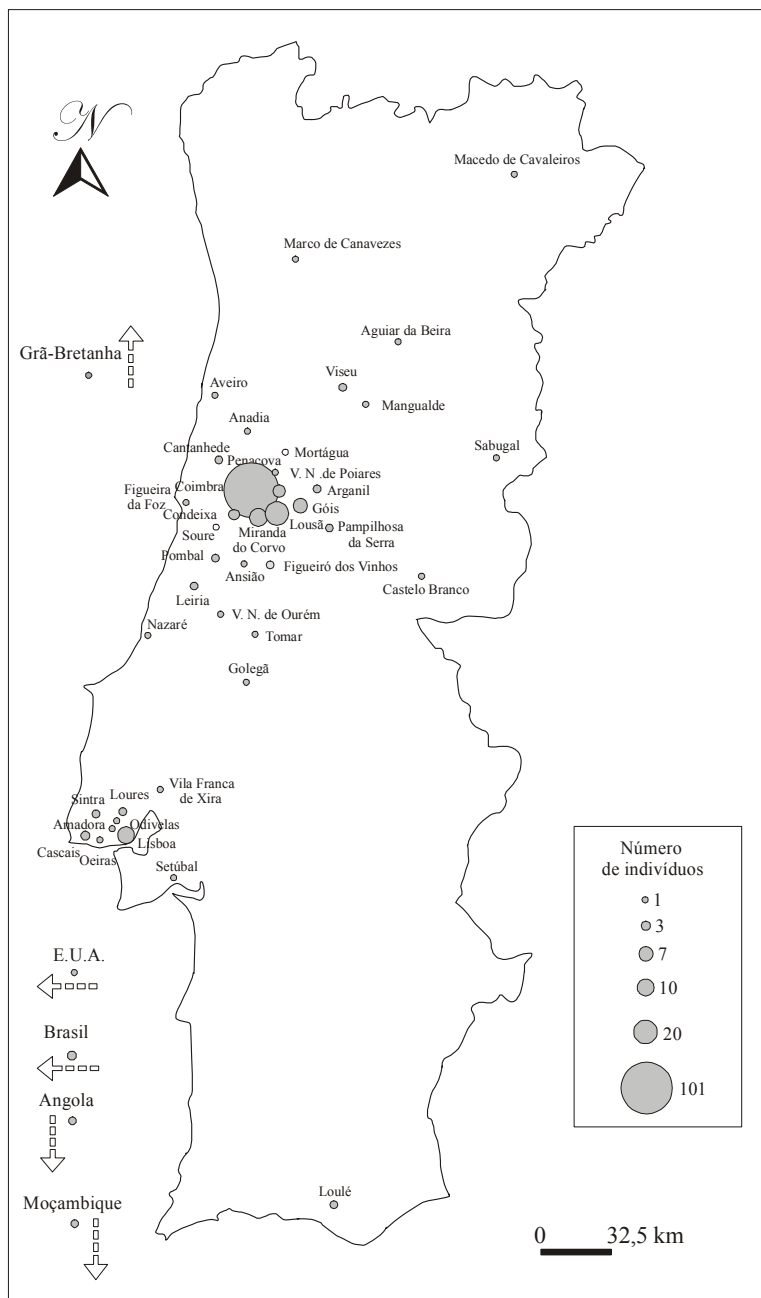 N
Macedo de Cavaleiros
Marco de Canavezes
Aguiar da Beira
Grã-Bretanha
Viseu
Aveiro
Mangualde
Anadia
Sabugal
Cantanhede
Mortágua
Penacova
V. N .de Poiares
Figueira
da Foz
Coimbra
Arganil
Góis
Condeixa
Lousã
Soure
Miranda
do Corvo
Pampilhosa
da Serra
Pombal
Ansião
Figueiró dos Vinhos
Castelo Branco
Leiria
V. N. de Ourém
Nazaré
Tomar
Golegã
Vila Franca
de Xira
Sintra
Loures
Amadora
Odivelas
Lisboa
Cascais
Oeiras
Setúbal
Número
de indivíduos
1
3
7
10
20
101
E.U.A.
Brasil
Angola
Moçambique
Loulé
0 32,5 km